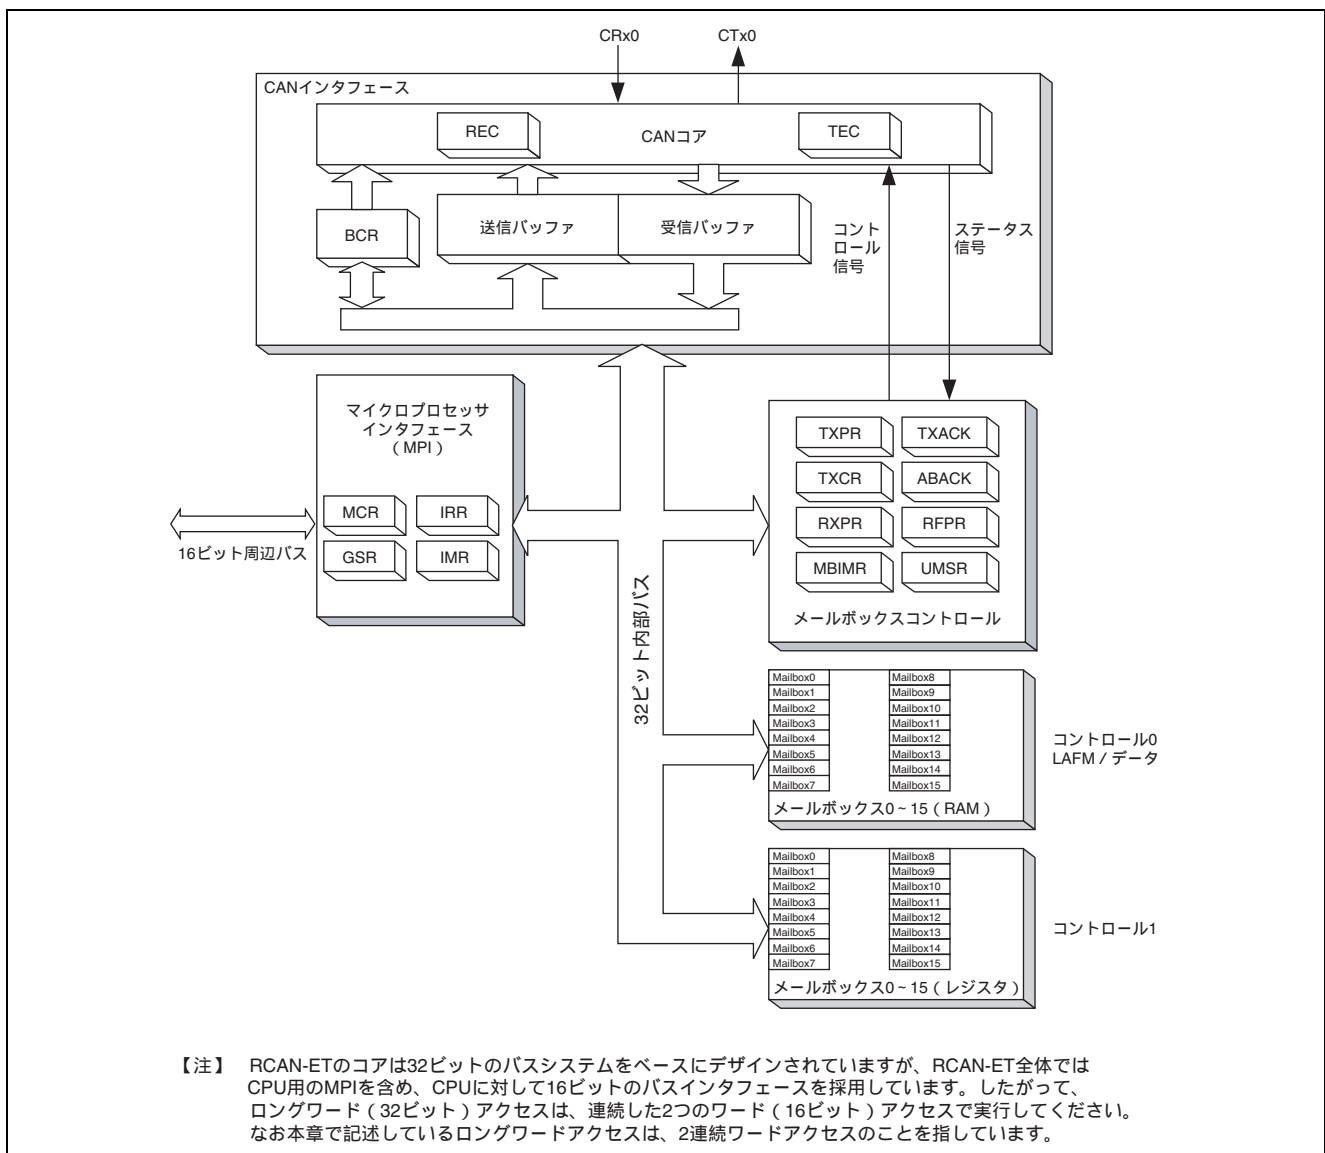 CRx0
CTx0
CANインタフェース
REC
CANコア
TEC
BCR
送信バッファ
受信バッファ
コント
ロール
信号
ステータス
信号
マイクロプロセッサ
インタフェース
(MPI)
MCR
IRR
GSR
IMR
16ビット周辺バス
32ビット内部バス
TXPR
TXACK
TXCR
ABACK
RXPR
RFPR
MBIMR
UMSR
メールボックスコントロール
Mailbox0
Mailbox1
Mailbox2
Mailbox3
Mailbox4
Mailbox5
Mailbox6
Mailbox7
Mailbox8
Mailbox9
Mailbox10
Mailbox11
Mailbox12
Mailbox13
Mailbox14
Mailbox15
メールボックス0~15(RAM)
コントロール0
LAFM / データ
Mailbox0
Mailbox1
Mailbox2
Mailbox3
Mailbox4
Mailbox5
Mailbox6
Mailbox7
Mailbox8
Mailbox9
Mailbox10
Mailbox11
Mailbox12
Mailbox13
Mailbox14
Mailbox15
メールボックス0~15(レジスタ)
コントロール1
【注】 RCAN-ETのコアは32ビットのバスシステムをベースにデザインされていますが、RCAN-ET全体では
CPU用のMPIを含め、CPUに対して16ビットのバスインタフェースを採用しています。したがって、
ロングワード(32ビット)アクセスは、連続した2つのワード(16ビット)アクセスで実行してください。
なお本章で記述しているロングワードアクセスは、2連続ワードアクセスのことを指しています。